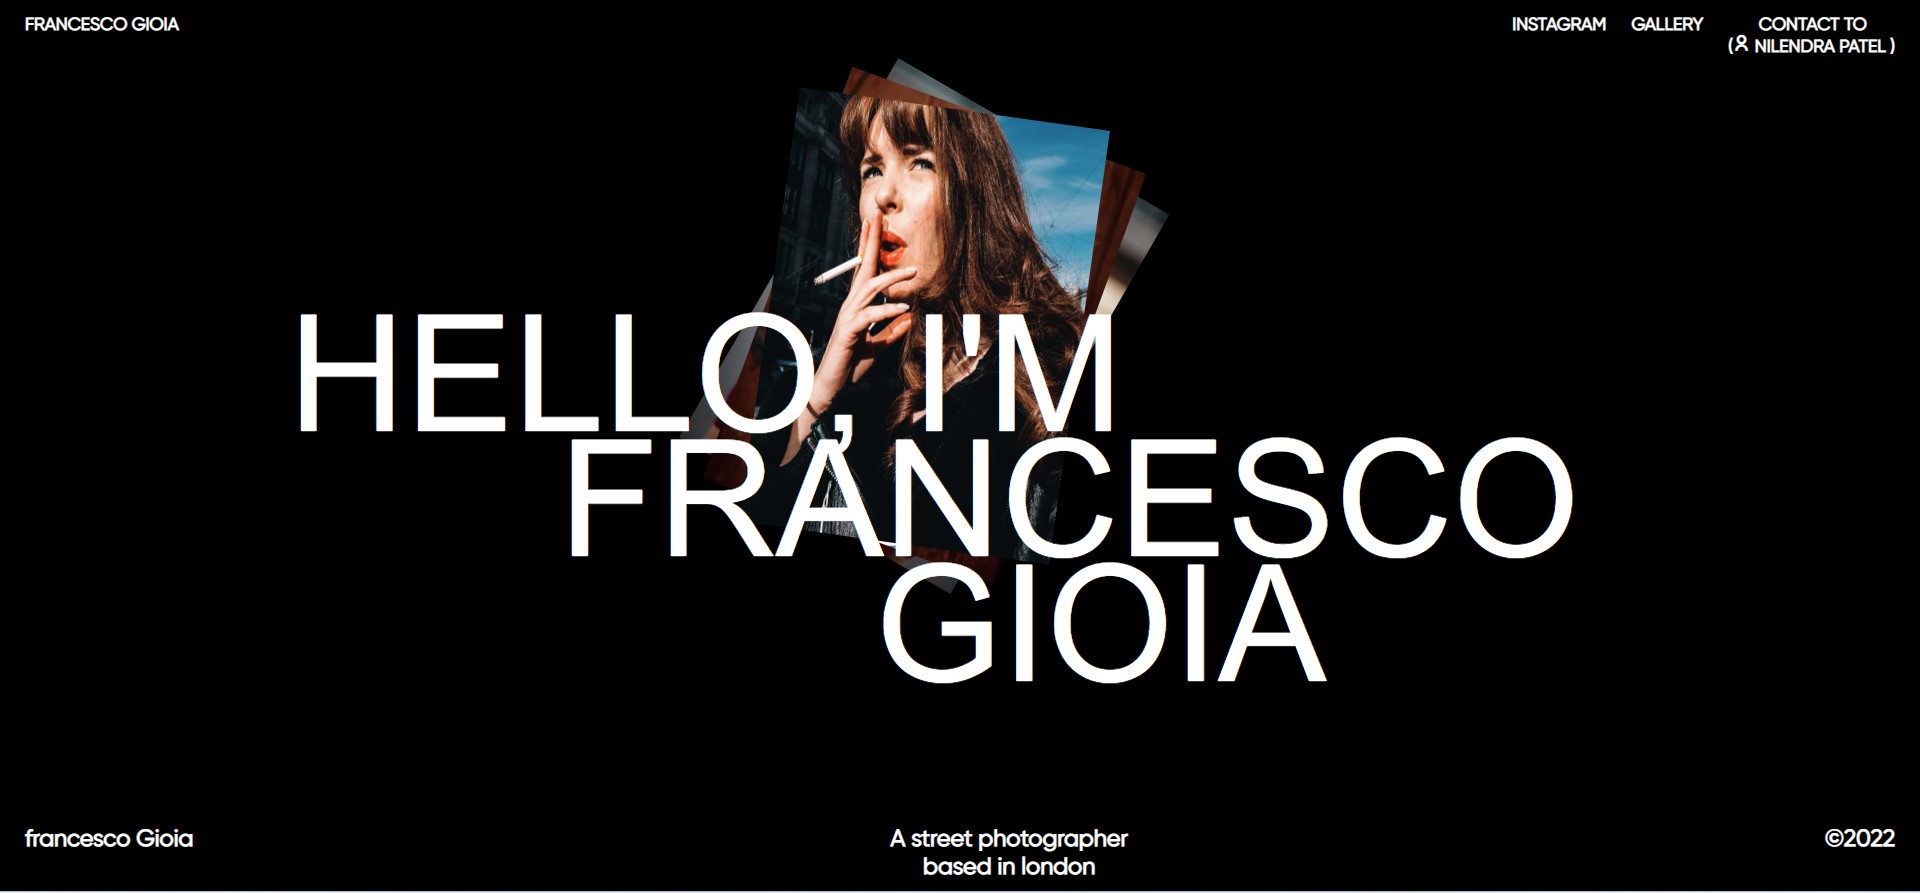 FRANCESCO GIOIA
INSTAGRAM
GALLERY
CONTACT TO
( NILENDRA PATEL )
HELLO, I'M
FRANCESCO
GIOIA
francesco Gioia
A street photographer
based in london
©2022